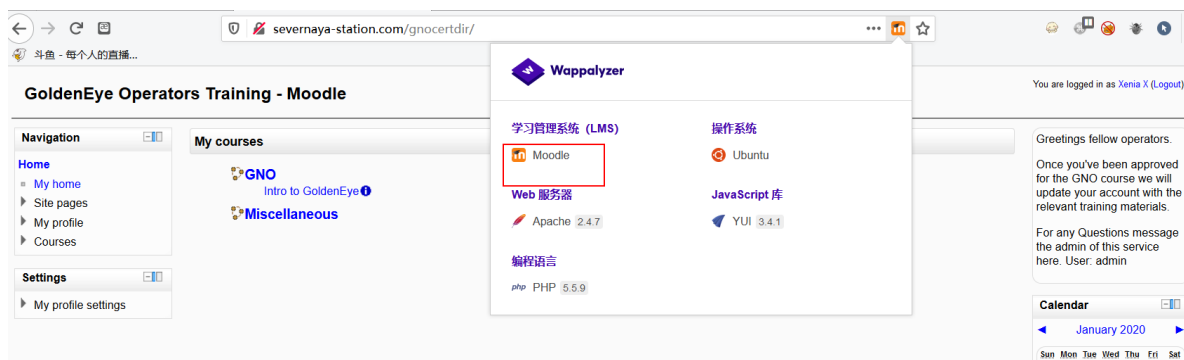 severnaya-station.com/gnocertdir/
斗鱼 - 每个人的直播...
Wappalyzer
学习管理系统 (LMS)
Moodle
操作系统
Ubuntu
Web 服务器
Apache 2.4.7
JavaScript 库
YUI 3.4.1
编程语言
php PHP 5.5.9
You are logged in as Xenia X (Logout)
GoldenEye Operators Training - Moodle
Navigation
Home
My home
Site pages
My profile
Courses
Settings
My profile settings
My courses
GNO
Intro to GoldenEye
Miscellaneous
Greetings fellow operators.
Once you've been approved
for the GNO course we will
update your account with the
relevant training materials.
For any Questions message
the admin of this service
here. User: admin
Calendar
January 2020
Sun Mon Tue Wed Thu Fri Sat